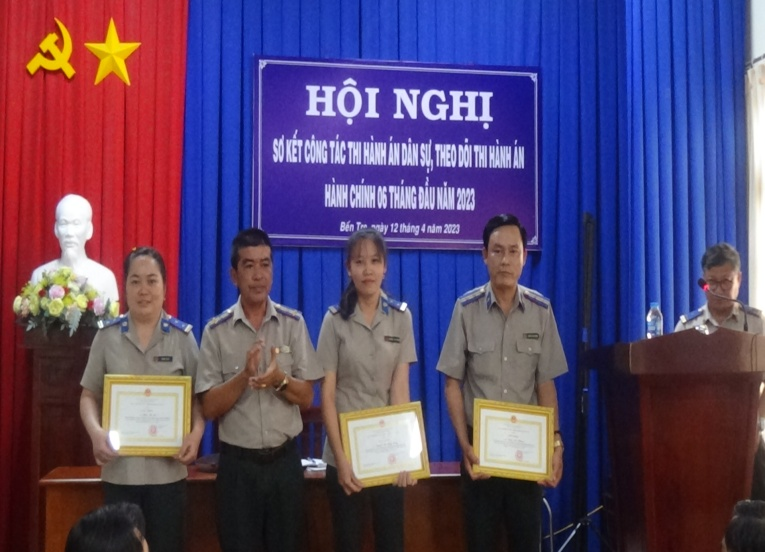 HỘI NGHỊ
SƠ KẾT CÔNG TÁC THI HÀNH ÁN DÂN SỰ, THEO DÕI THI HÀNH ÁN
HÀNH CHÍNH 06 THÁNG ĐẦU NĂM 2023
Bến Tre, ngày 12 tháng 4 năm 2023